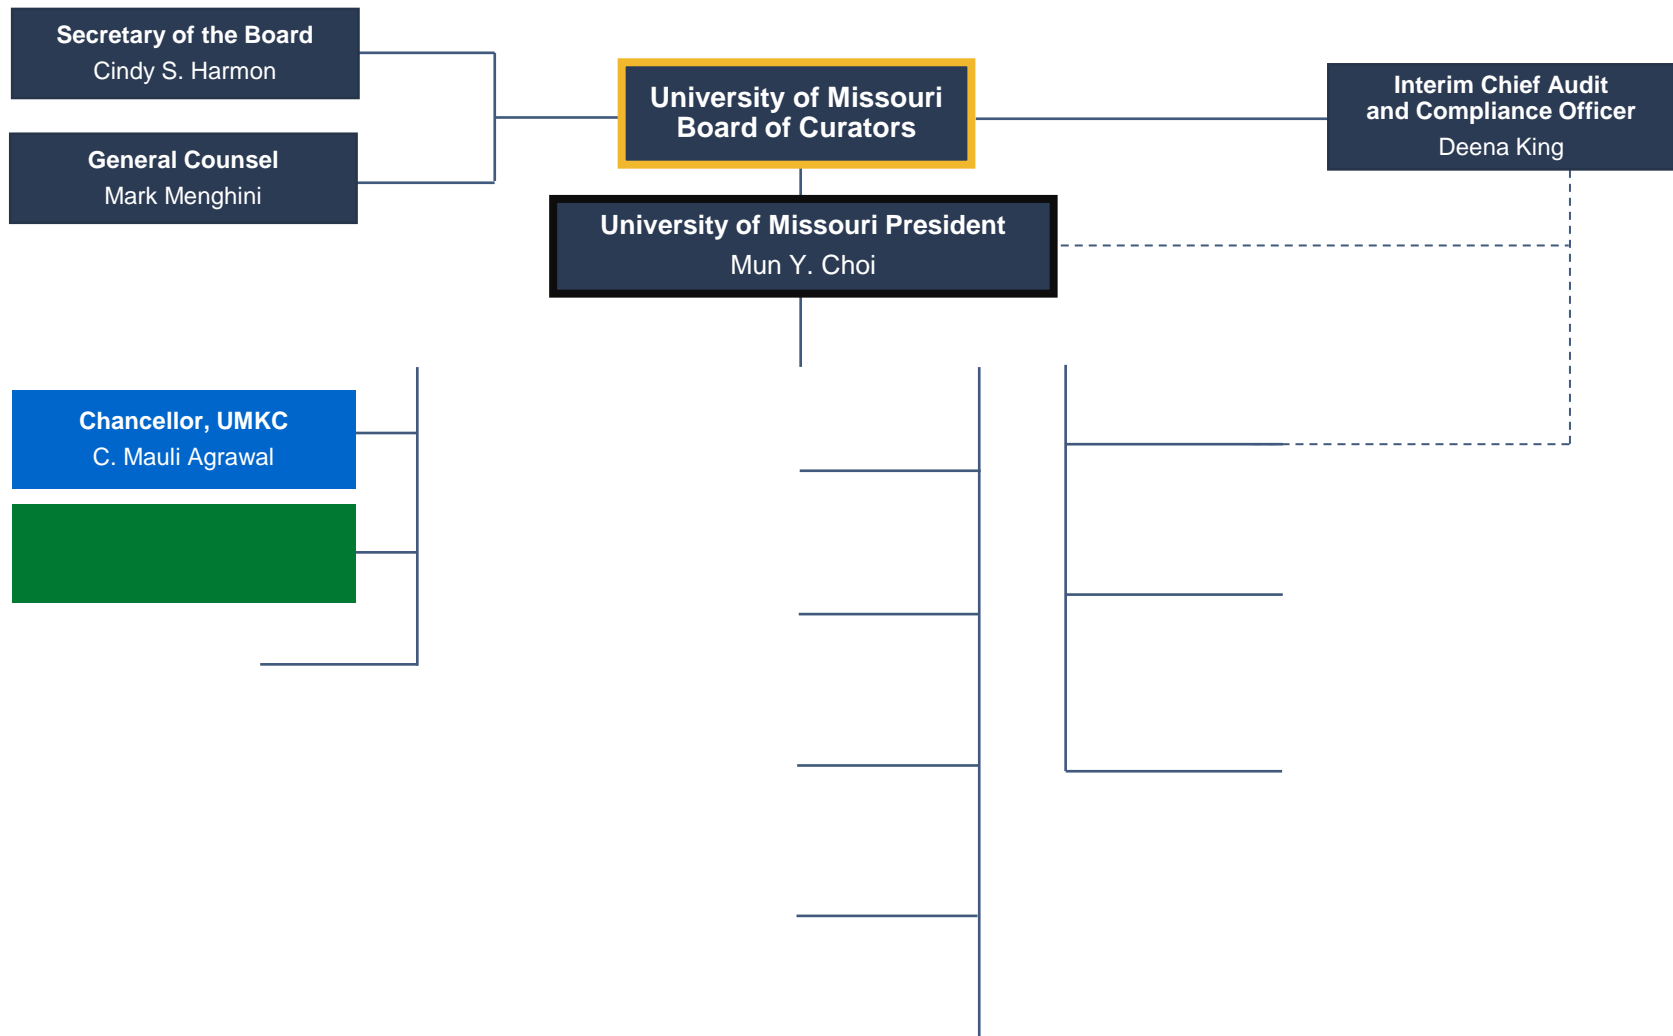 Secretary of the Board
Cindy S. Harmon
General Counsel
Mark Menghini
University of Missouri
Board of Curators
Interim Chief Audit
and Compliance Officer
Deena King
University of Missouri President
Mun Y. Choi
Chancellor, UMKC
C. Mauli Agrawal